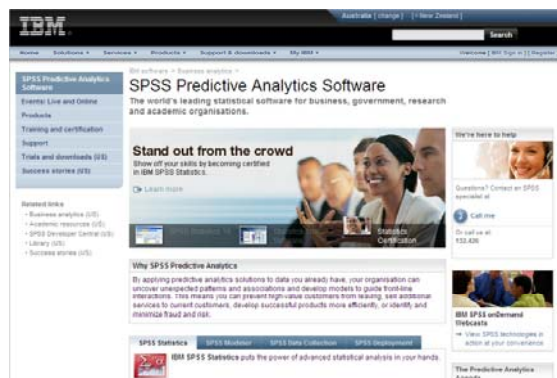 IBM
Australia [ change ] [ > New Zealand ]
Search
Home Solutions Services Products Support & downloads My IBM Welcome [ IBM Sign in ] [ Register
IBM software > Business analytics >
SPSS Predictive Analytics Software
The world's leading statistical software for business, government, research
and academic organisations.
SPSS Predictive Analytics
Software
Events: Live and Online
Products
Training and certification
Support
Trials and downloads (US)
Success stories (US)
Related links
Business analytics (US)
Academic resources (US)
SPSS Developer Central (US)
Library (US)
Success stories (US)
Stand out from the crowd
Show off your skills by becoming certified
in IBM SPSS Statistics.
Learn more
Statistics
Certification
Why SPSS Predictive Analytics
By applying predictive analytics solutions to data you already have, your organisation can
uncover unexpected patterns and associations and develop models to guide front-line
interactions. This means you can prevent high-value customers from leaving, sell additional
services to current customers, develop successful products more efficiently, or identify and
minimize fraud and risk.
SPSS Statistics SPSS Modeler SPSS Data Collection SPSS Deployment
IBM SPSS Statistics puts the power of advanced statistical analysis in your hands.
We're here to help
Questions? Contact an SPSS
specialist at
Call me
Or call us at
132 426
IBM SPSS onDemand
Webcasts
View SPSS technologies in
action at your convenience
The Predictive Analytics